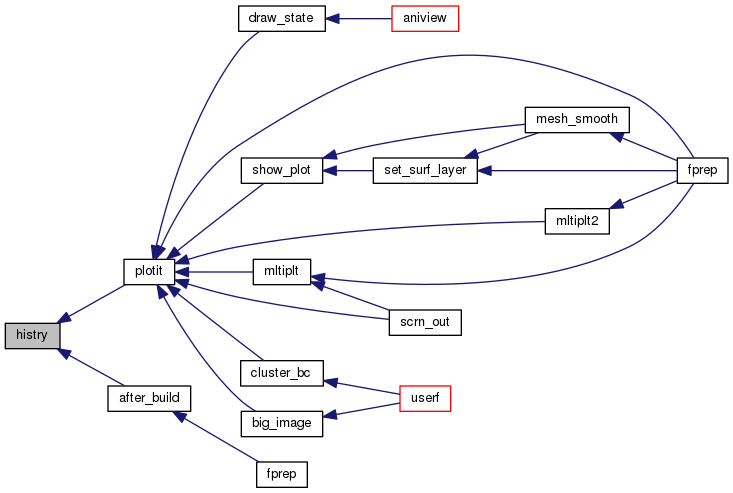 draw_state
aniview
mesh_smooth
show_plot
set_surf_layer
fprep
mltiplt2
plotit
mltiplt
scrn_out
histry
cluster_bc
after_build
userf
big_image
fprep